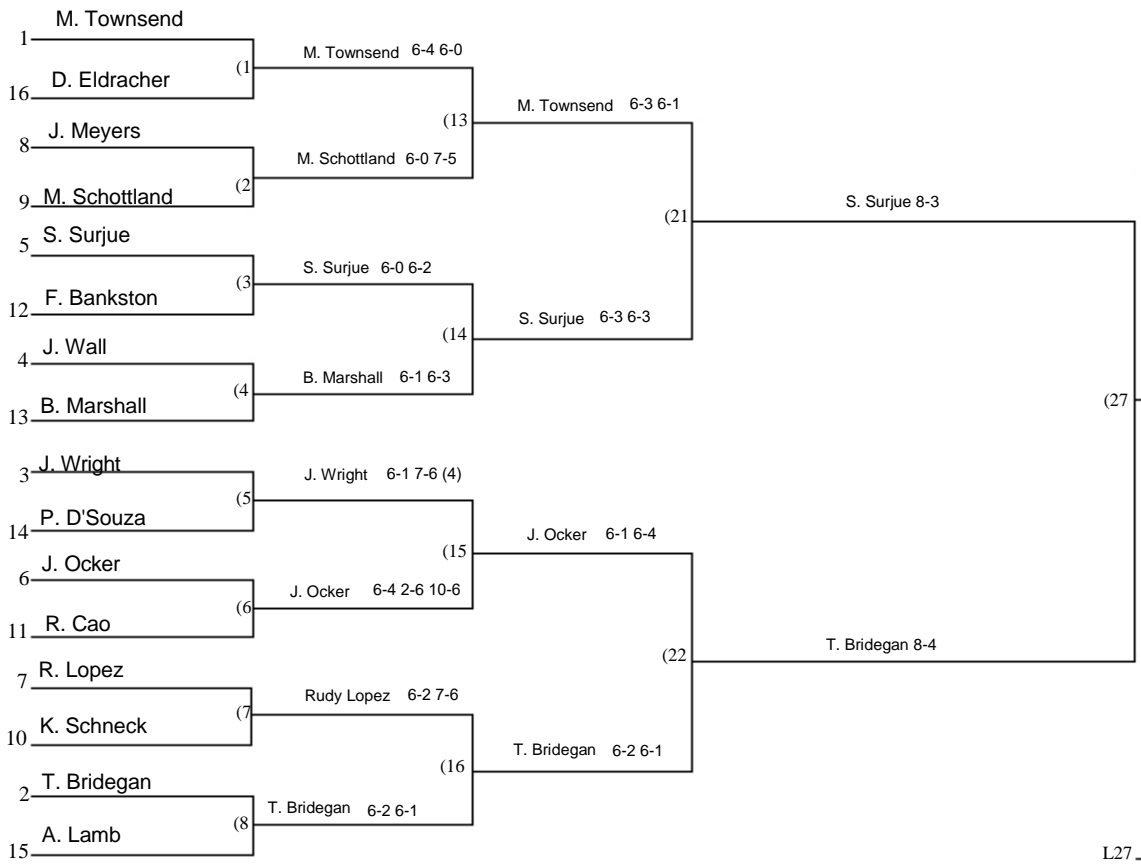 M. Townsend
1
M. Townsend 6-4 6-0
(1
D. Eldracher
16
M. Townsend 6-3 6-1
(13
J. Meyers
8
M. Schottland 6-0 7-5
(2
M. Schottland
9
S. Surjue 8-3
(21
S. Surjue
5
S. Surjue 6-0 6-2
(3
F. Bankston
12
S. Surjue 6-3 6-3
(14
J. Wall
4
B. Marshall 6-1 6-3
(4
B. Marshall
13
(27
J. Wright
3
J. Wright 6-1 7-6 (4)
(5
P. D'Souza
14
J. Ocker 6-1 6-4
(15
J. Ocker
6
J. Ocker 6-4 2-6 10-6
(6
R. Cao
11
T. Bridegan 8-4
(22
R. Lopez
7
Rudy Lopez 6-2 7-6
(7
K. Schneck
10
T. Bridegan 6-2 6-1
(16
T. Bridegan
2
T. Bridegan 6-2 6-1
(8
A. Lamb
15
L27